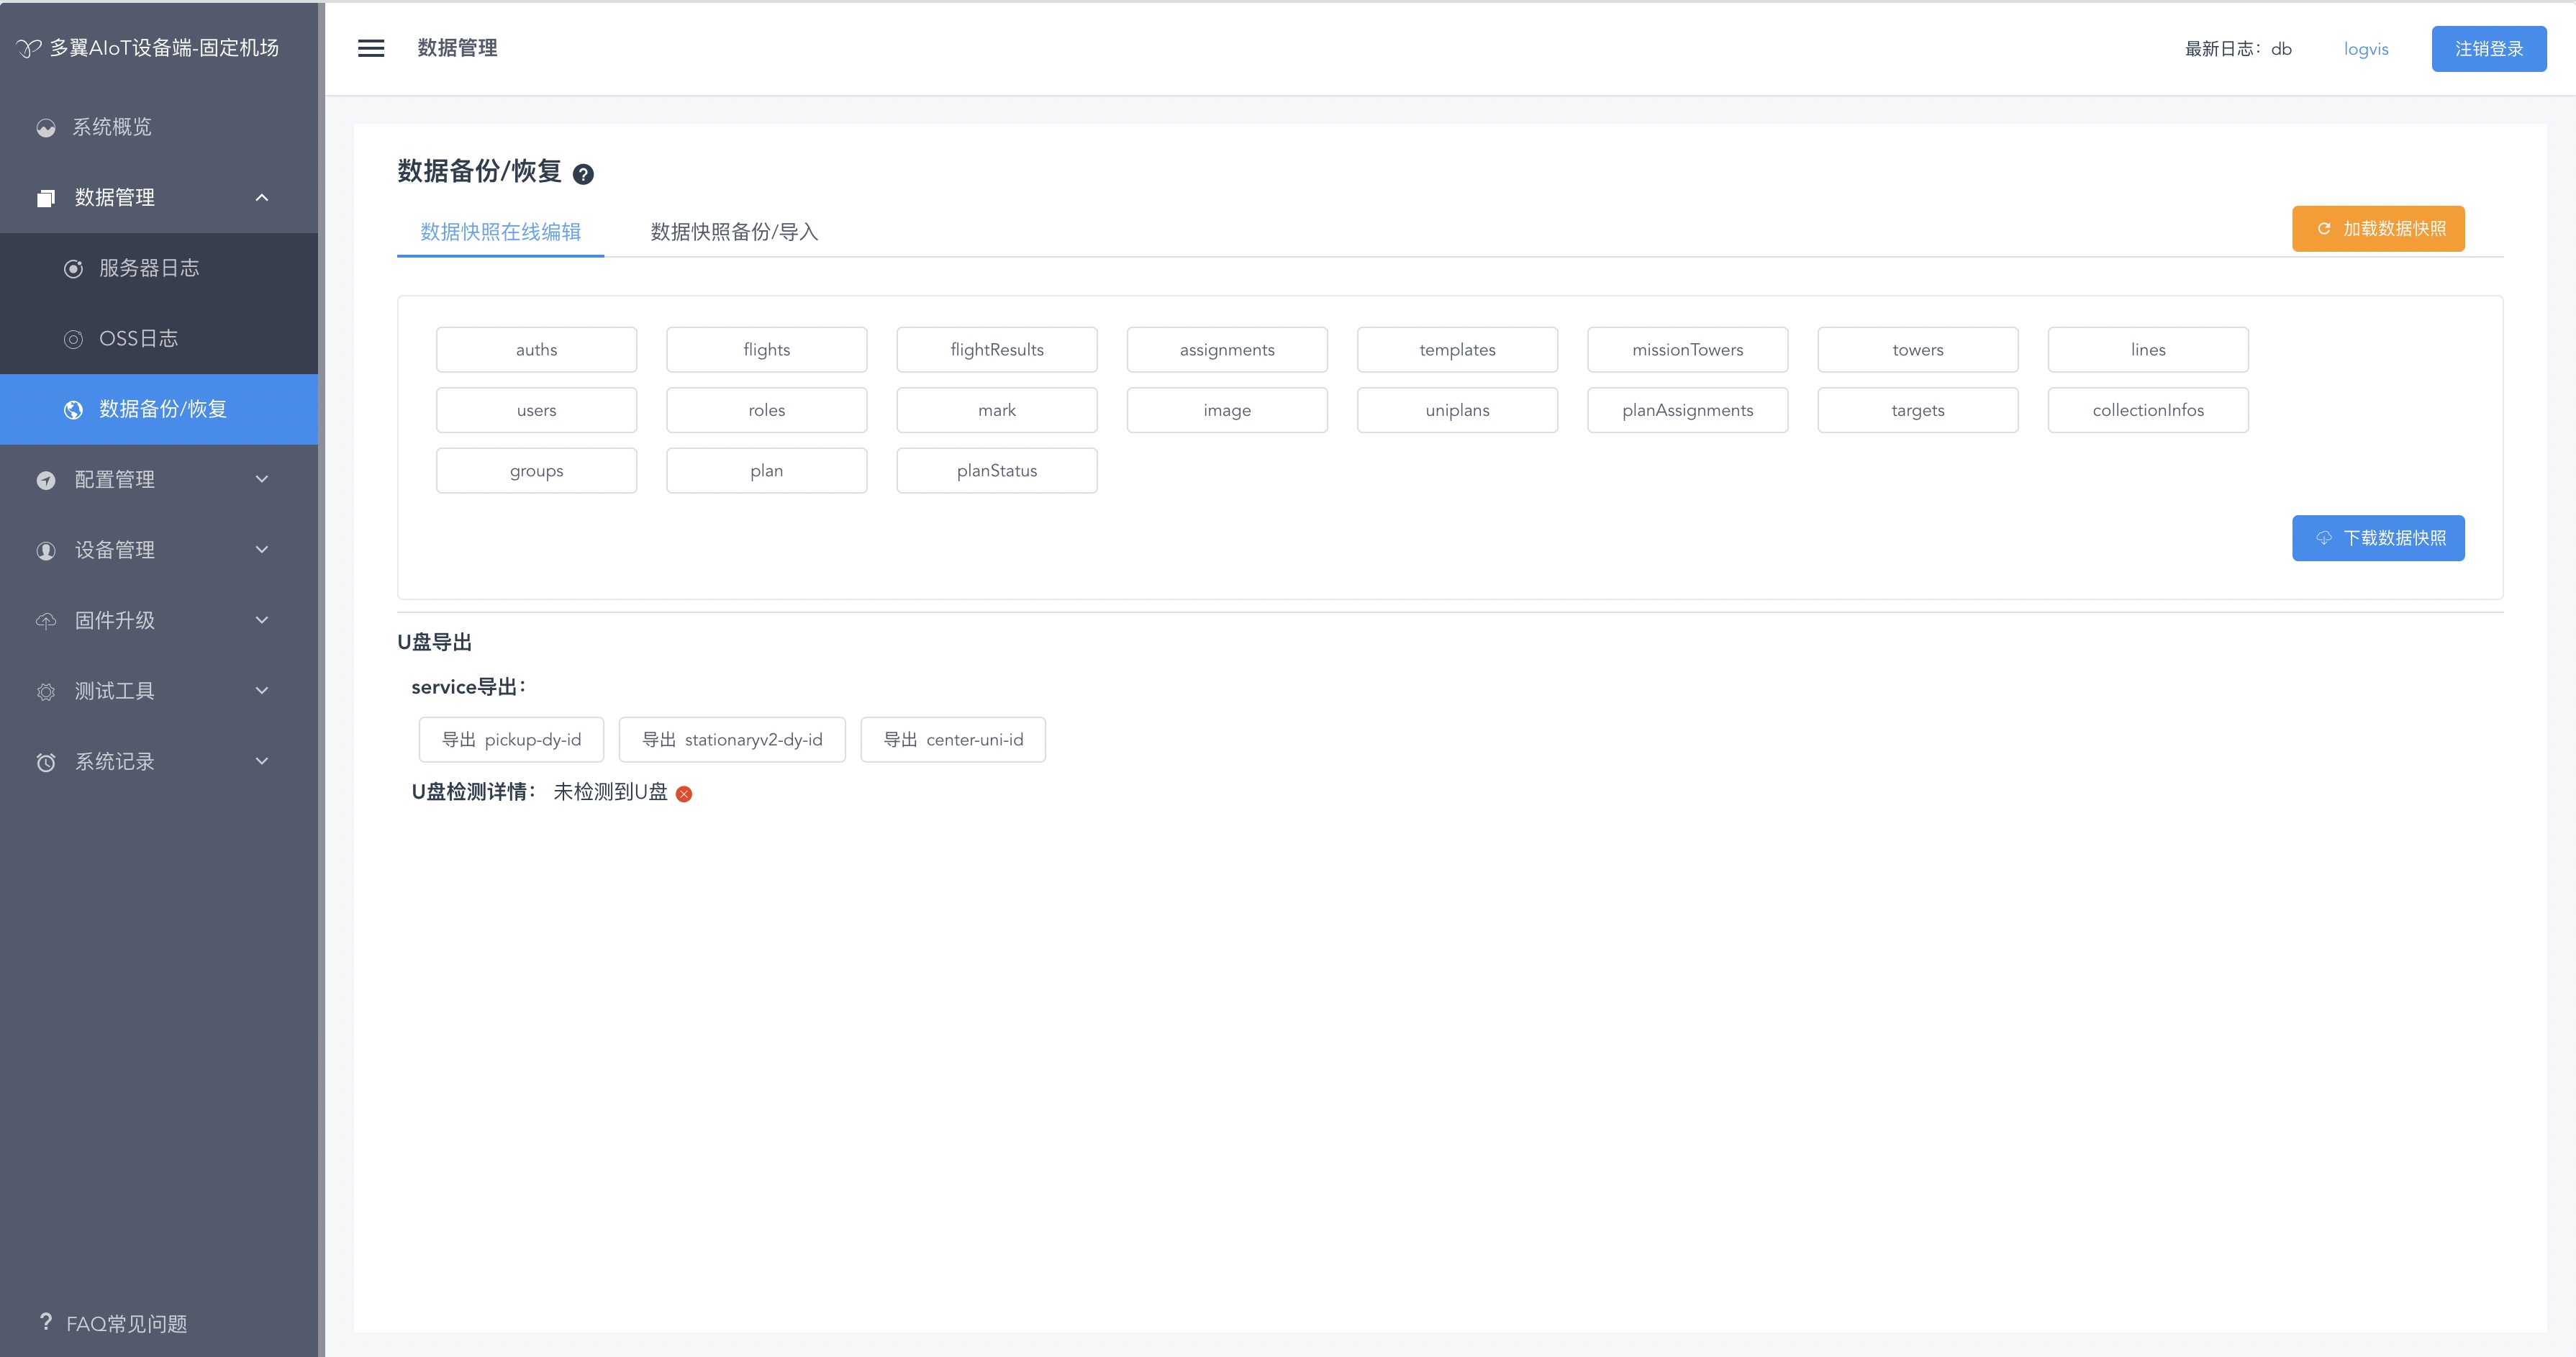 多翼AIoT设备端-固定机场
数据管理
最新日志：db
logvis
注销登录
系统概览
数据管理
服务器日志
OSS日志
数据备份/恢复
配置管理
设备管理
固件升级
测试工具
系统记录
? FAQ常见问题
数据备份/恢复 ?
数据快照在线编辑 数据快照备份/导入
加载数据快照
auths flights flightResults assignments templates missionTowers towers lines
users roles mark image uniplans planAssignments targets collectionInfos
groups plan planStatus
下载数据快照
U盘导出
service导出：
导出 pickup-dy-id 导出 stationaryv2-dy-id 导出 center-uni-id
U盘检测详情： 未检测到U盘